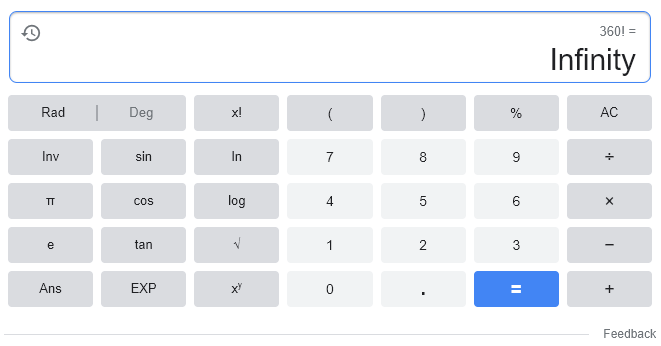 360! =
Infinity
Rad | Deg x! ( ) % AC
Inv sin ln 7 8 9 ÷
π cos log 4 5 6 ×
e tan √ 1 2 3 −
Ans EXP xʸ 0 . = +
Feedback